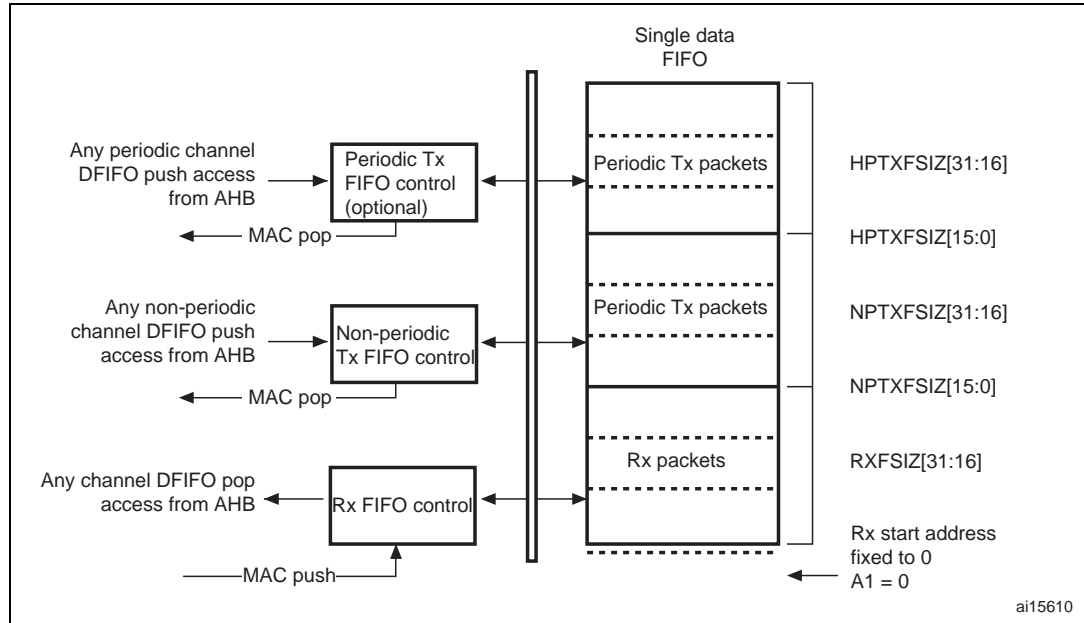 Single data
FIFO
Any periodic channel
DFIFO push access
from AHB
Periodic Tx
FIFO control
(optional)
Periodic Tx packets
HPTXFSIZ[31:16]
MAC pop
HPTXFSIZ[15:0]
Any non-periodic
channel DFIFO push
access from AHB
Non-periodic
Tx FIFO control
Periodic Tx packets
NPTXFSIZ[31:16]
MAC pop
NPTXFSIZ[15:0]
Any channel DFIFO pop
access from AHB
Rx FIFO control
Rx packets
RXFSIZ[31:16]
Rx start address
fixed to 0
A1 = 0
MAC push
ai15610